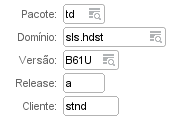 Pacote: td
Domínio: sls.hdst
Versão: B61U
Release: a
Cliente: stnd